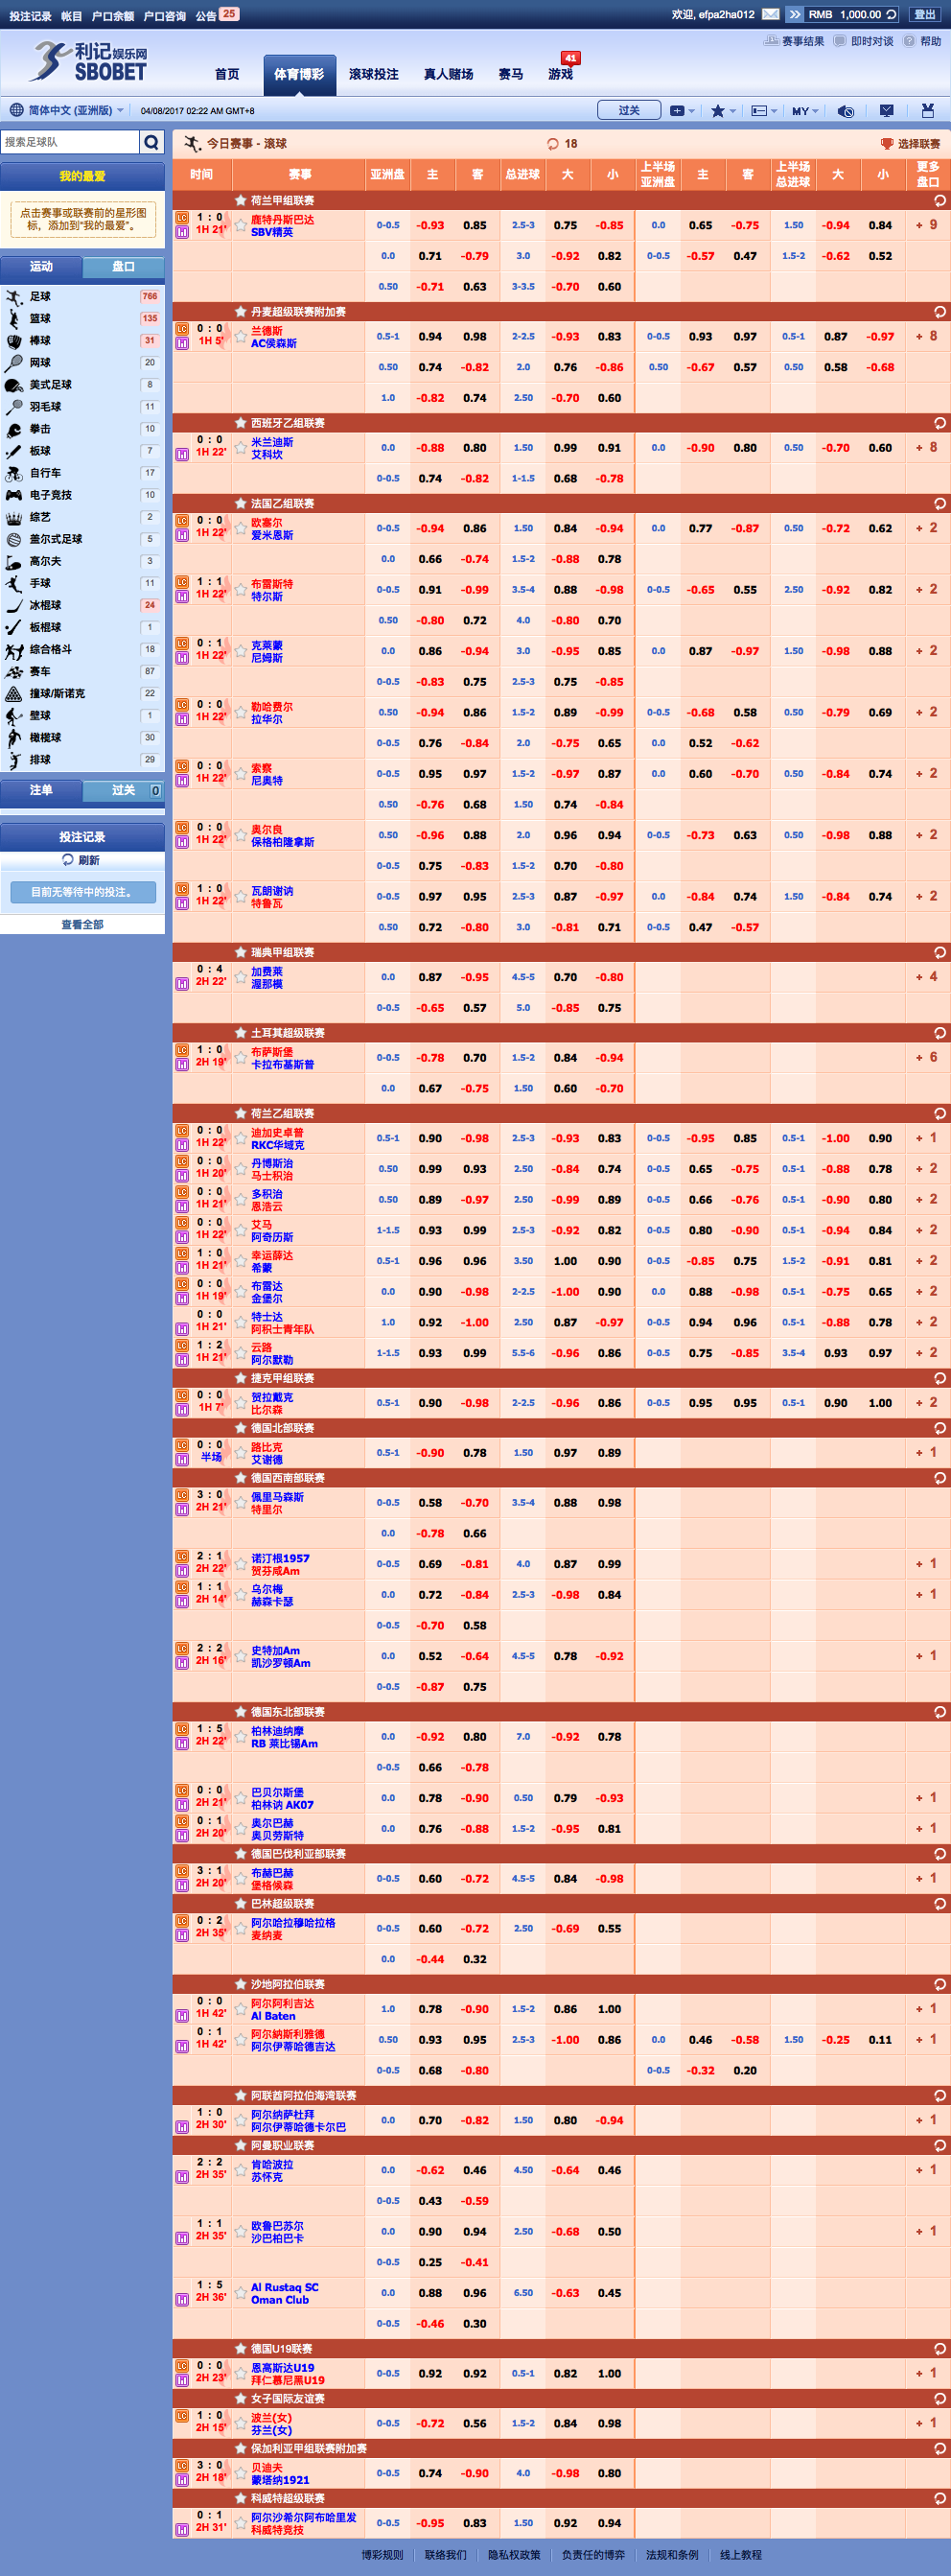 投注记录 帐目 户口余额 户口咨询 公告 25
欢迎, efpa2ha012 RMB 1,000.00 登出
利记娱乐网
SBOBET
赛事结果 即时对谈 帮助
首页 体育博彩 滚球投注 真人赌场 赛马 游戏 41
简体中文 (亚洲版) 04/08/2017 02:22 AM GMT+8 过关 MY
搜索足球队
我的最爱
点击赛事或联赛前的星形图
标，添加到“我的最爱”。
运动 盘口
足球 766
篮球 135
棒球 31
网球 20
美式足球 8
羽毛球 11
拳击 10
板球 7
自行车 17
电子竞技 10
综艺 2
盖尔式足球 5
高尔夫 3
手球 11
冰棍球 24
板棍球 1
综合格斗 18
赛车 87
撞球/斯诺克 22
壁球 1
橄榄球 30
排球 29
注单 过关 0
投注记录
刷新
目前无等待中的投注。
查看全部
今日赛事 - 滚球 18 选择联赛
时间 赛事 亚洲盘 主 客 总进球 大 小 上半场亚洲盘 主 客 上半场总进球 大 小 更多盘口
荷兰甲组联赛
1 : 0 鹿特丹斯巴达 0-0.5 -0.93 0.85 2.5-3 0.75 -0.85 0.0 0.65 -0.75 1.50 -0.94 0.84 + 9
1H 21' SBV精英
0.0 0.71 -0.79 3.0 -0.92 0.82 0-0.5 -0.57 0.47 1.5-2 -0.62 0.52
0.50 -0.71 0.63 3-3.5 -0.70 0.60
丹麦超级联赛附加赛
0 : 0 兰德斯 0.5-1 0.94 0.98 2-2.5 -0.93 0.83 0-0.5 0.93 0.97 0.5-1 0.87 -0.97 + 8
1H 5' AC侯森斯
0.50 0.74 -0.82 2.0 0.76 -0.86 0.50 -0.67 0.57 0.50 0.58 -0.68
1.0 -0.82 0.74 2.50 -0.70 0.60
西班牙乙组联赛
0 : 0 米兰迪斯 0.0 -0.88 0.80 1.50 0.99 0.91 0.0 -0.90 0.80 0.50 -0.70 0.60 + 8
1H 22' 艾科坎
0-0.5 0.74 -0.82 1-1.5 0.68 -0.78
法国乙组联赛
0 : 0 欧塞尔 0-0.5 -0.94 0.86 1.50 0.84 -0.94 0.0 0.77 -0.87 0.50 -0.72 0.62 + 2
1H 22' 爱米恩斯
0.0 0.66 -0.74 1.5-2 -0.88 0.78
1 : 1 布雷斯特 0-0.5 0.91 -0.99 3.5-4 0.88 -0.98 0-0.5 -0.65 0.55 2.50 -0.92 0.82 + 2
1H 22' 特尔斯
0.50 -0.80 0.72 4.0 -0.80 0.70
0 : 1 克莱蒙 0.0 0.86 -0.94 3.0 -0.95 0.85 0.0 0.87 -0.97 1.50 -0.98 0.88 + 2
1H 22' 尼姆斯
0-0.5 -0.83 0.75 2.5-3 0.75 -0.85
0 : 0 勒哈费尔 0.50 -0.94 0.86 1.5-2 0.89 -0.99 0-0.5 -0.68 0.58 0.50 -0.79 0.69 + 2
1H 22' 拉华尔
0-0.5 0.76 -0.84 2.0 -0.75 0.65 0.0 0.52 -0.62
0 : 0 索察 0-0.5 0.95 0.97 1.5-2 -0.97 0.87 0.0 0.60 -0.70 0.50 -0.84 0.74 + 2
1H 22' 尼奥特
0.50 -0.76 0.68 1.50 0.74 -0.84
0 : 0 奥尔良 0.50 -0.96 0.88 2.0 0.96 0.94 0-0.5 -0.73 0.63 0.50 -0.98 0.88 + 2
1H 22' 保格柏隆拿斯
0-0.5 0.75 -0.83 1.5-2 0.70 -0.80
1 : 0 瓦朗谢讷 0-0.5 0.97 0.95 2.5-3 0.87 -0.97 0.0 -0.84 0.74 1.50 -0.84 0.74 + 2
1H 22' 特鲁瓦
0.50 0.72 -0.80 3.0 -0.81 0.71 0-0.5 0.47 -0.57
瑞典甲组联赛
0 : 4 加费莱 0.0 0.87 -0.95 4.5-5 0.70 -0.80 + 4
2H 22' 渥那模
0-0.5 -0.65 0.57 5.0 -0.85 0.75
土耳其超级联赛
1 : 0 布萨斯堡 0-0.5 -0.78 0.70 1.5-2 0.84 -0.94 + 6
2H 19' 卡拉布基斯普
0.0 0.67 -0.75 1.50 0.60 -0.70
荷兰乙组联赛
0 : 0 迪加史卓普 0.5-1 0.90 -0.98 2.5-3 -0.93 0.83 0-0.5 -0.95 0.85 0.5-1 -1.00 0.90 + 1
1H 22' RKC华域克
0 : 0 丹博斯治 0.50 0.99 0.93 2.50 -0.84 0.74 0-0.5 0.65 -0.75 0.5-1 -0.88 0.78 + 2
1H 20' 马士积治
0 : 0 多积治 0.50 0.89 -0.97 2.50 -0.99 0.89 0-0.5 0.66 -0.76 0.5-1 -0.90 0.80 + 2
1H 21' 恩浩云
0 : 0 艾马 1-1.5 0.93 0.99 2.5-3 -0.92 0.82 0-0.5 0.80 -0.90 0.5-1 -0.94 0.84 + 2
1H 22' 阿奇历斯
1 : 0 幸运薛达 0.5-1 0.96 0.96 3.50 1.00 0.90 0-0.5 -0.85 0.75 1.5-2 -0.91 0.81 + 2
1H 21' 希蒙
0 : 0 布雷达 0.0 0.90 -0.98 2-2.5 -1.00 0.90 0.0 0.88 -0.98 0.5-1 -0.75 0.65 + 2
1H 19' 金堡尔
0 : 0 特士达 1.0 0.92 -1.00 2.50 0.87 -0.97 0-0.5 0.94 0.96 0.5-1 -0.88 0.78 + 2
1H 21' 阿积士青年队
1 : 2 云路 1-1.5 0.93 0.99 5.5-6 -0.96 0.86 0-0.5 0.75 -0.85 3.5-4 0.93 0.97 + 2
1H 21' 阿尔默勒
捷克甲组联赛
0 : 0 贺拉戴克 0.5-1 0.90 -0.98 2-2.5 -0.96 0.86 0-0.5 0.95 0.95 0.5-1 0.90 1.00 + 2
1H 7' 比尔森
德国北部联赛
0 : 0 路比克 0.5-1 -0.90 0.78 1.50 0.97 0.89 + 1
半场 艾谢德
德国西南部联赛
3 : 0 佩里马森斯 0-0.5 0.58 -0.70 3.5-4 0.88 0.98
2H 21' 特里尔
0.0 -0.78 0.66
2 : 1 诺汀根1957 0-0.5 0.69 -0.81 4.0 0.87 0.99 + 1
2H 22' 贺芬咸Am
1 : 1 乌尔梅 0.0 0.72 -0.84 2.5-3 -0.98 0.84 + 1
2H 14' 赫森卡瑟
0-0.5 -0.70 0.58
2 : 2 史特加Am 0.0 0.52 -0.64 4.5-5 0.78 -0.92 + 1
2H 16' 凯沙罗顿Am
0-0.5 -0.87 0.75
德国东北部联赛
1 : 5 柏林迪纳摩 0.0 -0.92 0.80 7.0 -0.92 0.78
2H 22' RB 莱比锡Am
0-0.5 0.66 -0.78
0 : 0 巴贝尔斯堡 0.0 0.78 -0.90 0.50 0.79 -0.93 + 1
2H 21' 柏林讷 AK07
0 : 1 奥尔巴赫 0.0 0.76 -0.88 1.5-2 -0.95 0.81 + 1
2H 20' 奥贝劳斯特
德国巴伐利亚部联赛
3 : 1 布赫巴赫 0-0.5 0.60 -0.72 4.5-5 0.84 -0.98 + 1
2H 20' 堡格候森
巴林超级联赛
0 : 2 阿尔哈拉穆哈拉格 0-0.5 0.60 -0.72 2.50 -0.69 0.55
2H 35' 麦纳麦
0.0 -0.44 0.32
沙地阿拉伯联赛
0 : 0 阿尔阿利吉达 1.0 0.78 -0.90 1.5-2 0.86 1.00 + 1
1H 42' Al Baten
0 : 1 阿尔纳斯利雅德 0.50 0.93 0.95 2.5-3 -1.00 0.86 0.0 0.46 -0.58 1.50 -0.25 0.11 + 1
1H 42' 阿尔伊蒂哈德吉达
0-0.5 0.68 -0.80 0-0.5 -0.32 0.20
阿联酋阿拉伯海湾联赛
1 : 0 阿尔纳萨杜拜 0.0 0.70 -0.82 1.50 0.80 -0.94 + 1
2H 30' 阿尔伊蒂哈德卡尔巴
阿曼职业联赛
2 : 2 肯哈波拉 0.0 -0.62 0.46 4.50 -0.64 0.46 + 1
2H 35' 苏怀克
0-0.5 0.43 -0.59
1 : 1 欧鲁巴苏尔 0.0 0.90 0.94 2.50 -0.68 0.50 + 1
2H 35' 沙巴柏巴卡
0-0.5 0.25 -0.41
1 : 5 Al Rustaq SC 0.0 0.88 0.96 6.50 -0.63 0.45
2H 36' Oman Club
0-0.5 -0.46 0.30
德国U19联赛
0 : 0 恩高斯达U19 0-0.5 0.92 0.92 0.5-1 0.82 1.00 + 1
2H 23' 拜仁慕尼黑U19
女子国际友谊赛
1 : 0 波兰(女) 0-0.5 -0.72 0.56 1.5-2 0.84 0.98 + 1
2H 15' 芬兰(女)
保加利亚甲组联赛附加赛
3 : 0 贝迪夫 0-0.5 0.74 -0.90 4.0 -0.98 0.80
2H 18' 蒙塔纳1921
科威特超级联赛
0 : 1 阿尔沙希尔阿布哈里发 0-0.5 -0.95 0.83 1.50 0.92 0.94
2H 31' 科威特竞技
博彩规则 联络我们 隐私权政策 负责任的博弈 法规和条例 线上教程